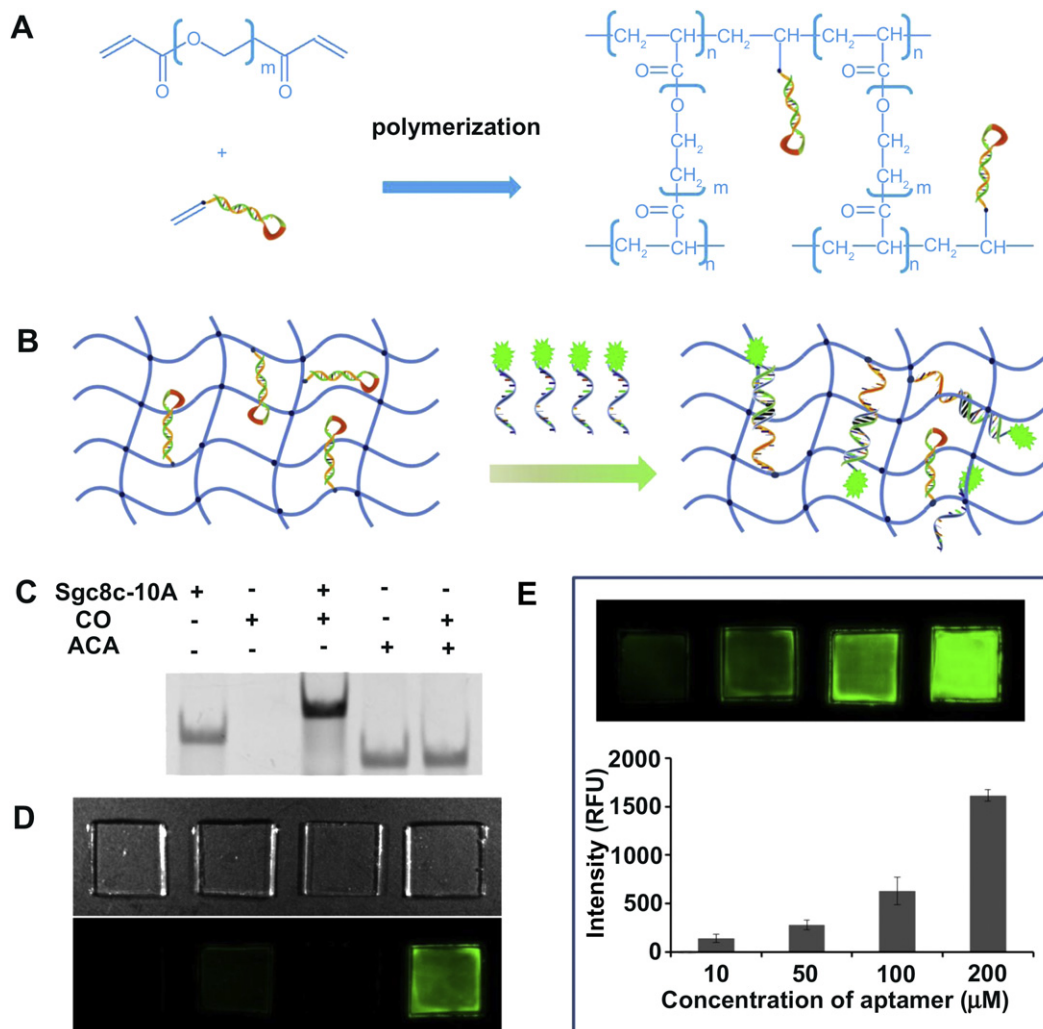 A
O
m
O
O
+
polymerization
CH₂ CH n CH₂ CH CH₂ CH n
O=C O=C
O O
CH₂ CH₂
CH₂ m CH₂ m
O=C O=C
CH₂ CH n CH₂ CH n CH₂ CH
B
C
Sgc8c-10A + - + - -
CO - + + - +
ACA - - - + +
D
E
2000
1500
1000
500
0
Intensity (RFU)
10 50 100 200
Concentration of aptamer (μM)